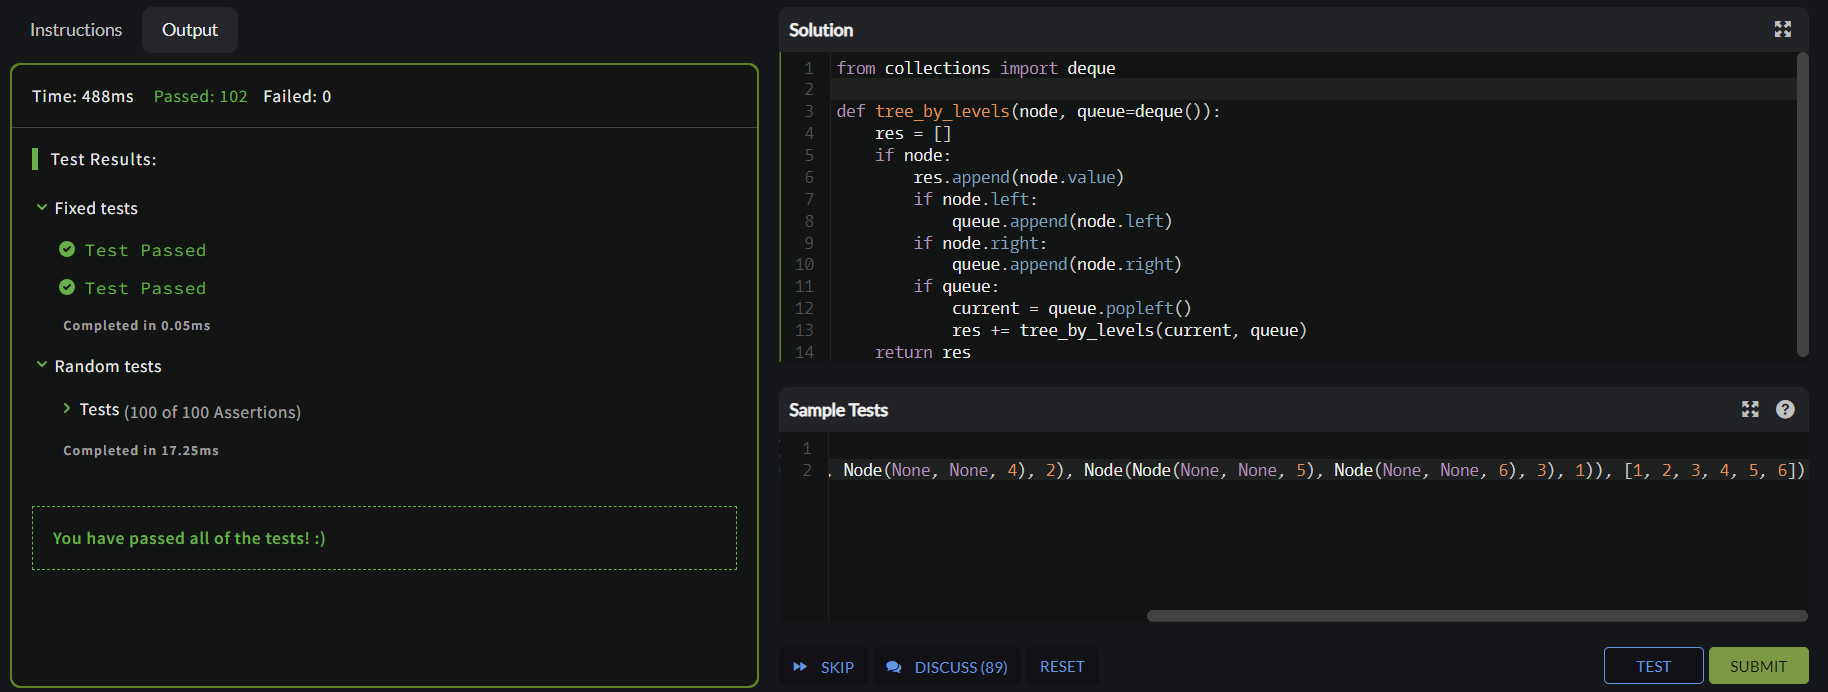 Instructions
Output
Time: 488ms Passed: 102 Failed: 0
Test Results:
Fixed tests
Test Passed
Test Passed
Completed in 0.05ms
Random tests
Tests (100 of 100 Assertions)
Completed in 17.25ms
You have passed all of the tests! :)
Solution
1 from collections import deque
2
3 def tree_by_levels(node, queue=deque()):
4     res = []
5     if node:
6         res.append(node.value)
7         if node.left:
8             queue.append(node.left)
9         if node.right:
10             queue.append(node.right)
11         if queue:
12             current = queue.popleft()
13             res += tree_by_levels(current, queue)
14     return res
Sample Tests
?
1
2 , Node(None, None, 4), 2), Node(Node(None, None, 5), Node(None, None, 6), 3), 1)), [1, 2, 3, 4, 5, 6])
SKIP
DISCUSS (89)
RESET
TEST
SUBMIT